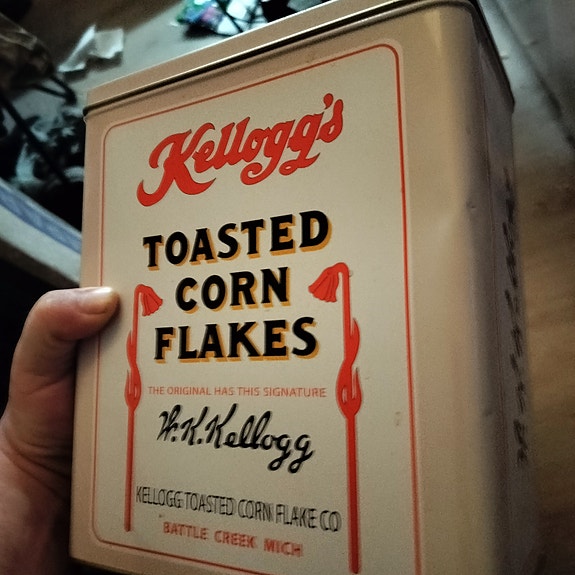 Kellogg's
TOASTED
CORN
FLAKES
THE ORIGINAL HAS THIS SIGNATURE
W.K.Kellogg
KELLOGG TOASTED CORN FLAKE CO
BATTLE CREEK MICH